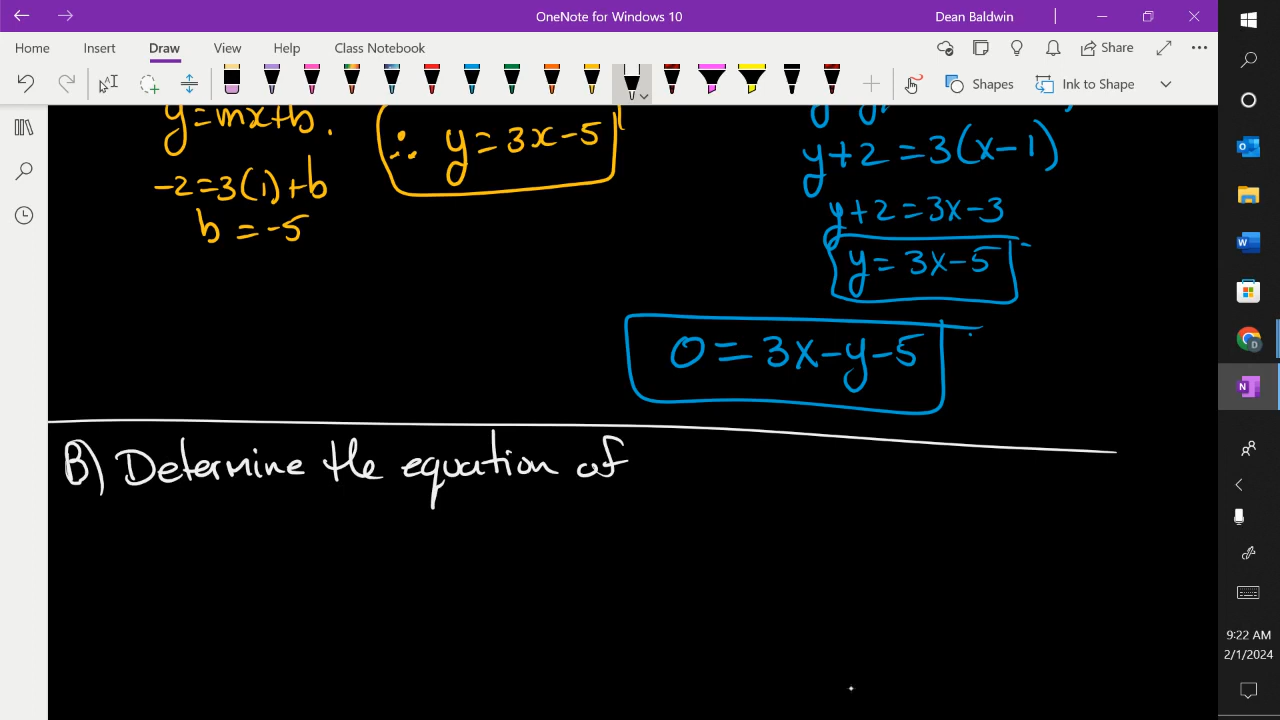 OneNote for Windows 10
Dean Baldwin
Home Insert Draw View Help Class Notebook
Share
Shapes
Ink to Shape
y=mx+b.
-2=3(1)+b
b=-5
∴ y=3x-5
y+2=3(x-1)
y+2=3x-3
y=3x-5
0=3x-y-5
B) Determine the equation of
9:22 AM
2/1/2024